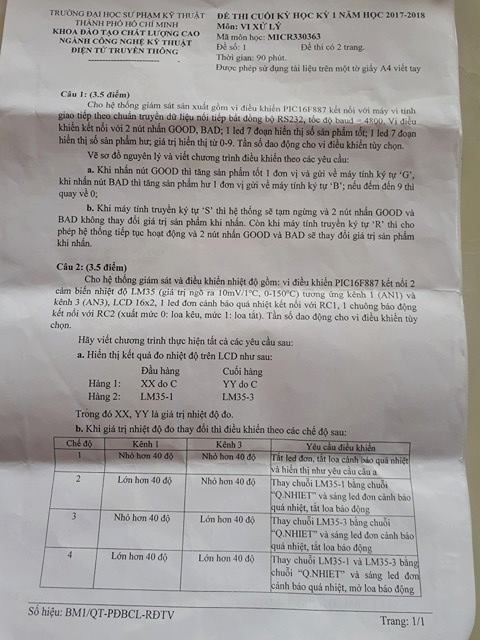 TRƯỜNG ĐẠI HỌC SƯ PHẠM KỸ THUẬT
THÀNH PHỐ HỒ CHÍ MINH
KHOA ĐÀO TẠO CHẤT LƯỢNG CAO
NGÀNH CÔNG NGHỆ KỸ THUẬT
ĐIỆN TỬ TRUYỀN THÔNG
ĐỀ THI CUỐI KỲ HỌC KỲ 1 NĂM HỌC 2017-2018
Môn: VI XỬ LÝ
Mã môn học: MICR330363
Đề số: 1 Đề thi có 2 trang.
Thời gian: 90 phút.
Được phép sử dụng tài liệu trên một tờ giấy A4 viết tay
Câu 1: (3.5 điểm)
Cho hệ thống giám sát sản xuất gồm vi điều khiển PIC16F887 kết nối với máy vi tính
giao tiếp theo chuẩn truyền dữ liệu nối tiếp bất đồng bộ RS232, tốc độ baud = 4800. Vi điều
khiển kết nối với 2 nút nhấn GOOD, BAD; 1 led 7 đoạn hiển thị số sản phẩm tốt; 1 led 7 đoạn
hiển thị số sản phẩm hư; giá trị hiển thị từ 0-9. Tần số dao động cho vi điều khiển tùy chọn.
Vẽ sơ đồ nguyên lý và viết chương trình điều khiển theo các yêu cầu:
a. Khi nhấn nút GOOD thì tăng sản phẩm tốt 1 đơn vị và gửi về máy tính ký tự ‘G’,
khi nhấn nút BAD thì tăng sản phẩm hư 1 đơn vị gửi về máy tính ký tự ‘B’; nếu đếm đến 9 thì
quay về 0;
b. Khi máy tính truyền ký tự ‘S’ thì hệ thống sẽ tạm ngừng và 2 nút nhấn GOOD và
BAD không thay đổi giá trị sản phẩm khi nhấn. Còn khi máy tính truyền ký tự ‘R’ thì cho
phép hệ thống tiếp tục hoạt động và 2 nút nhấn GOOD và BAD sẽ thay đổi giá trị sản phẩm
khi nhấn.
Câu 2: (3.5 điểm)
Cho hệ thống giám sát và điều khiển nhiệt độ gồm: vi điều khiển PIC16F887 kết nối 2
cảm biến nhiệt độ LM35 (giá trị ngõ ra 10mV/1°C, 0-150°C) tương ứng kênh 1 (AN1) và
kênh 3 (AN3), LCD 16x2, 1 led đơn cảnh báo quá nhiệt kết nối với RC1, 1 chuông báo động
kết nối với RC2 (xuất mức 0: loa kêu, mức 1: loa tắt). Tần số dao động cho vi điều khiển tùy
chọn.
Hãy viết chương trình thực hiện tất cả các yêu cầu sau:
a. Hiển thị kết quả đo nhiệt độ trên LCD như sau:
Đầu hàng Cuối hàng
Hàng 1: XX do C YY do C
Hàng 2: LM35-1 LM35-3
Trong đó XX, YY là giá trị nhiệt độ đo.
b. Khi giá trị nhiệt độ đo thay đổi thì điều khiển theo các chế độ sau:
Chế độ Kênh 1 Kênh 3 Yêu cầu điều khiển
1 Nhỏ hơn 40 độ Nhỏ hơn 40 độ Tắt led đơn, tắt loa cảnh báo quá nhiệt
và hiển thị như yêu cầu câu a
2 Lớn hơn 40 độ Nhỏ hơn 40 độ Thay chuỗi LM35-1 bằng chuỗi
“Q.NHIET” và sáng led đơn cảnh báo
quá nhiệt, tắt loa báo động
3 Nhỏ hơn 40 độ Lớn hơn 40 độ Thay chuỗi LM35-3 bằng chuỗi
“Q.NHIET” và sáng led đơn cảnh báo
quá nhiệt, tắt loa báo động
4 Lớn hơn 40 độ Lớn hơn 40 độ Thay chuỗi LM35-1 và LM35-3 bằng
chuỗi “Q.NHIET” và sáng led đơn
cảnh báo quá nhiệt, mở loa báo động
Số hiệu: BM1/QT-PĐBCL-RĐTV Trang: 1/1